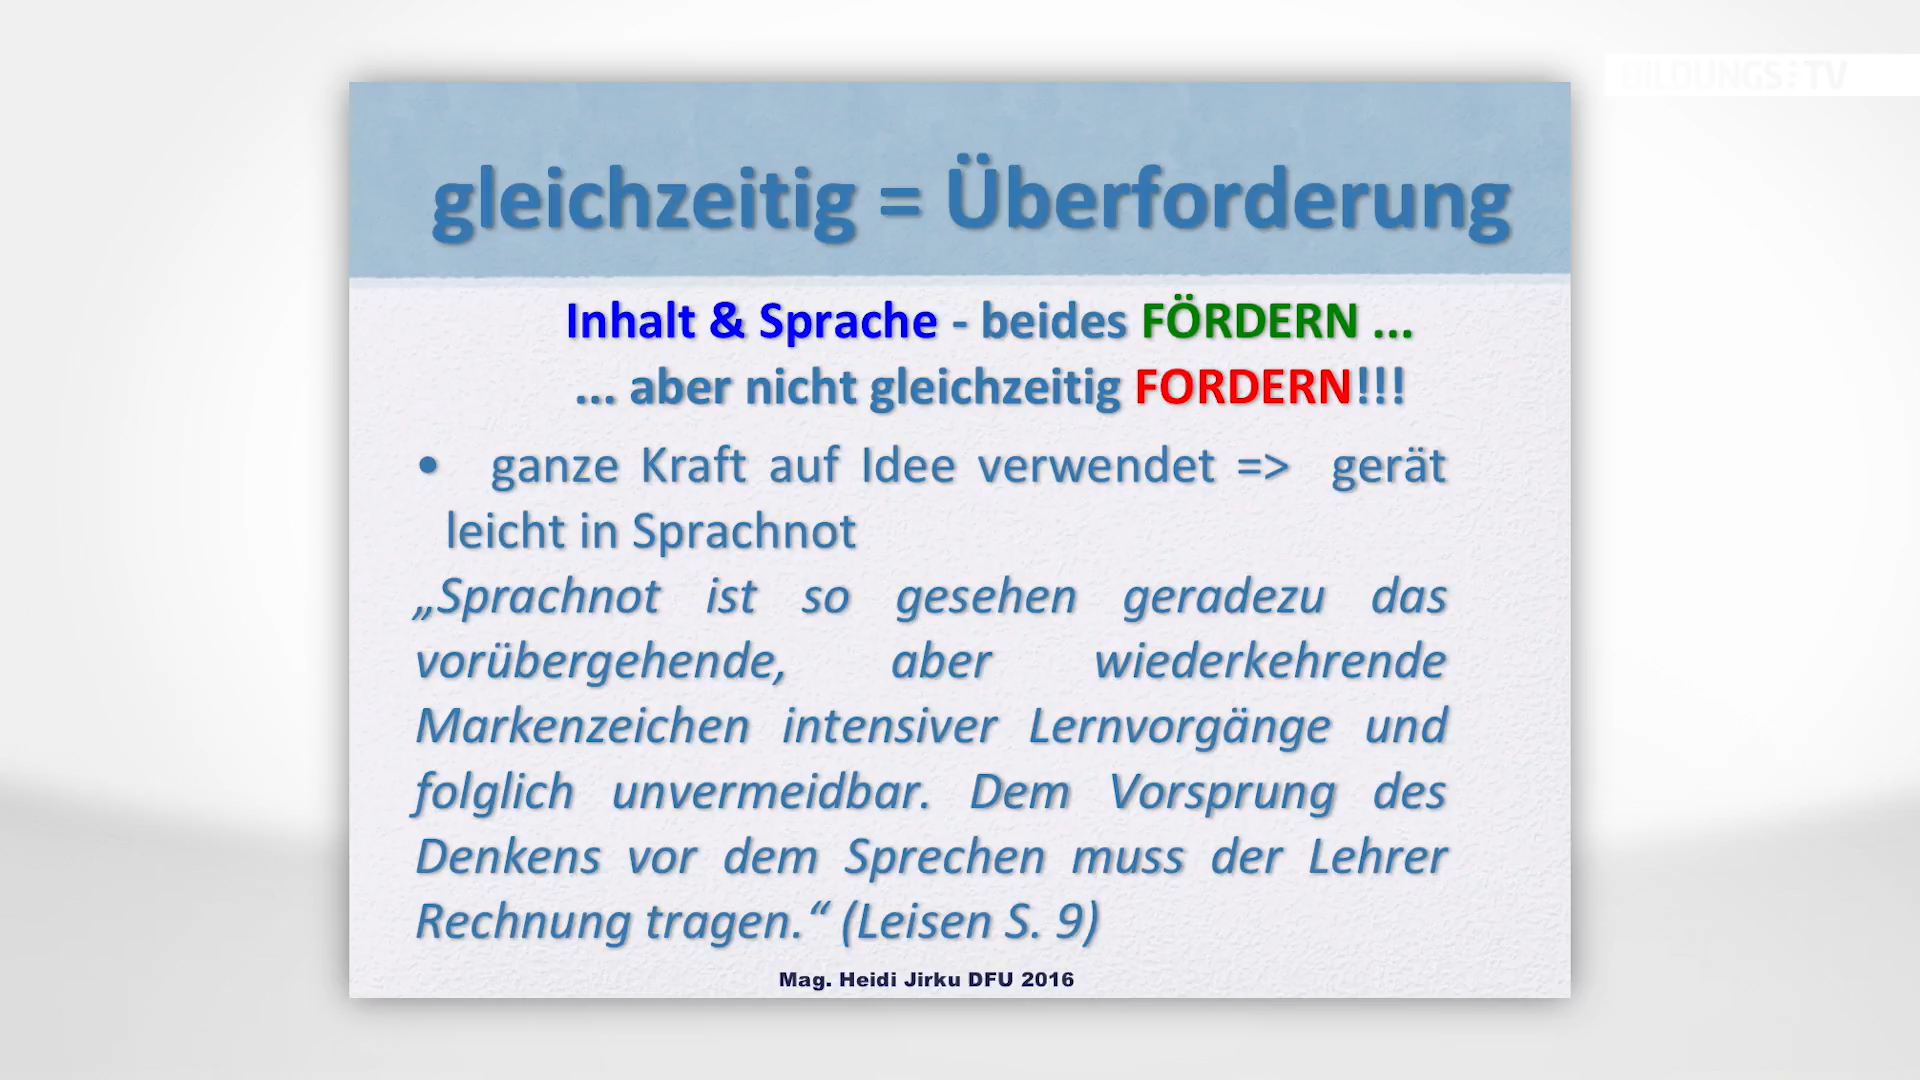 BILDUNGS TV
gleichzeitig = Überforderung
Inhalt & Sprache - beides FÖRDERN ...
... aber nicht gleichzeitig FORDERN!!!
• ganze Kraft auf Idee verwendet => gerät
leicht in Sprachnot
„Sprachnot ist so gesehen geradezu das
vorübergehende, aber wiederkehrende
Markenzeichen intensiver Lernvorgänge und
folglich unvermeidbar. Dem Vorsprung des
Denkens vor dem Sprechen muss der Lehrer
Rechnung tragen.“ (Leisen S. 9)
Mag. Heidi Jirku DFU 2016